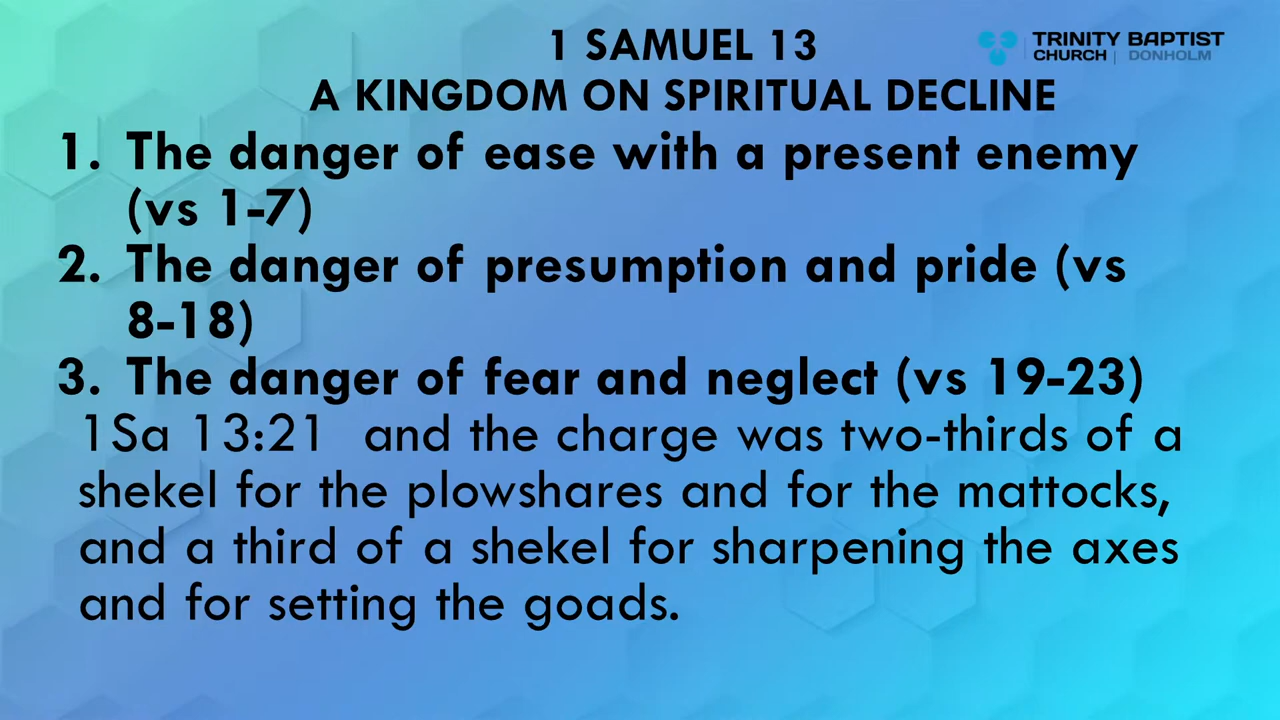 1 SAMUEL 13
TRINITY BAPTIST
CHURCH | DONHOLM
A KINGDOM ON SPIRITUAL DECLINE
1. The danger of ease with a present enemy
(vs 1-7)
2. The danger of presumption and pride (vs
8-18)
3. The danger of fear and neglect (vs 19-23)
1Sa 13:21 and the charge was two-thirds of a
shekel for the plowshares and for the mattocks,
and a third of a shekel for sharpening the axes
and for setting the goads.